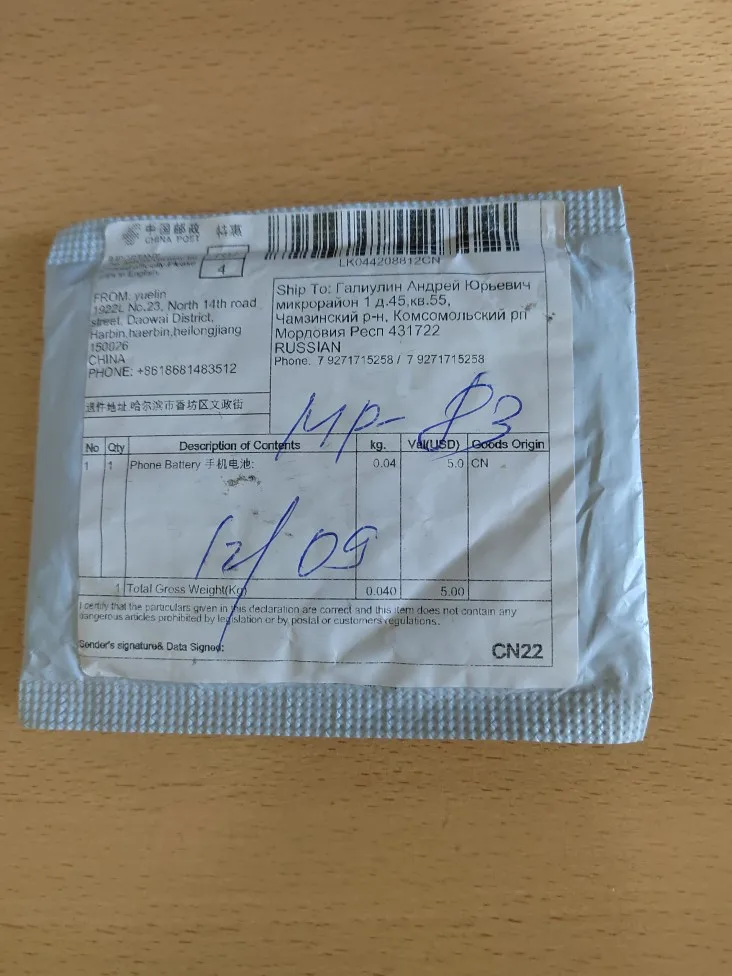 中国邮政 特惠
CHINA POST
4
LK044208812CN
FROM: yuelin
1922L No.23, North 14th road
street, Daowai District,
Harbin,haerbin,heilongjiang
150026
CHINA
PHONE: +8618681483512
Ship To: Галиулин Андрей Юрьевич
микрорайон 1 д.45,кв.55,
Чамзинский р-н, Комсомольский рп
Мордовия Респ 431722
RUSSIAN
Phone. 7 9271715258 / 7 9271715258
退件地址 哈尔滨市香坊区文政街
МР- 83
No Qty Description of Contents kg. Val(USD) Goods Origin
1 1 Phone Battery 手机电池: 0.04 5.0 CN
12/09
1 Total Gross Weight(Kg) 0.040 5.00
I certify that the particulars given in this declaration are correct and this item does not contain any
dangerous articles prohibited by legislation or by postal or customers regulations.
Sender's signature& Data Signed:
CN22